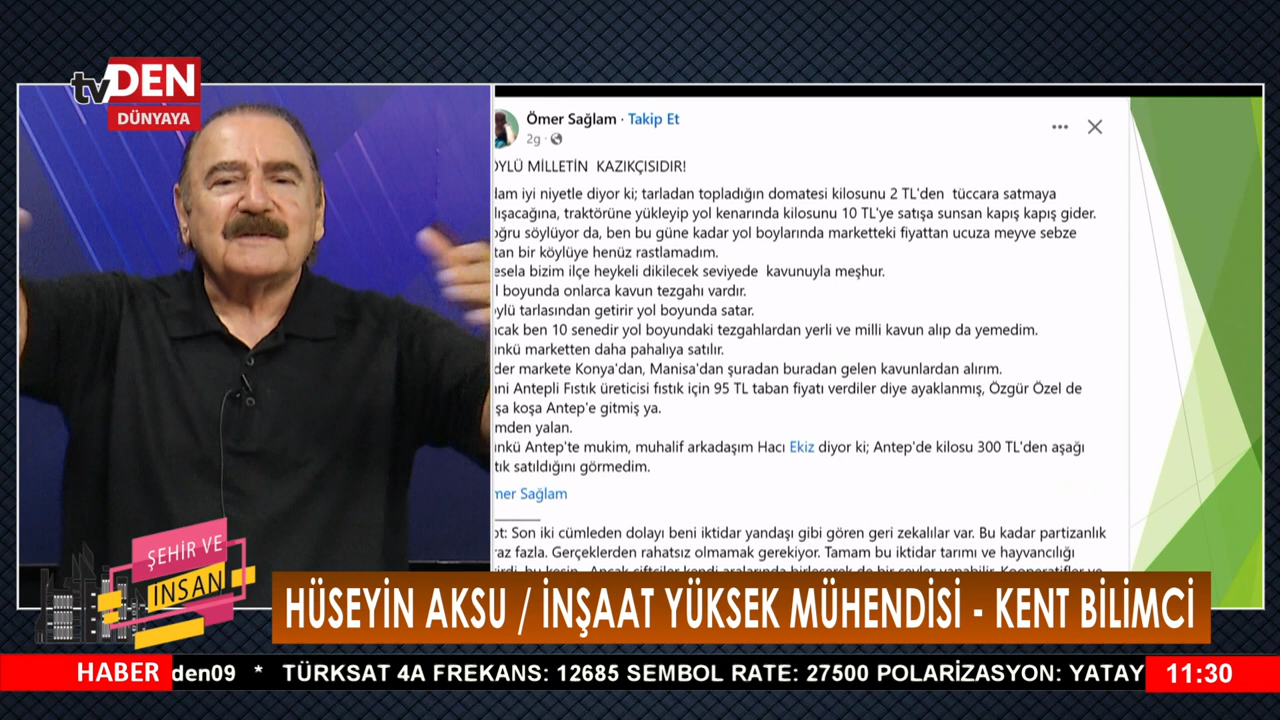 tvDEN
DÜNYAYA
Ömer Sağlam · Takip Et
2g ·
ÖYLÜ MİLLETİN KAZIKÇISIDIR!
dam iyi niyetle diyor ki; tarladan topladığın domatesi kilosunu 2 TL'den tüccara satmaya
lışacağına, traktörüne yükleyip yol kenarında kilosunu 10 TL'ye satışa sunsan kapış kapış gider.
oğru söylüyor da, ben bu güne kadar yol boylarında marketteki fiyattan ucuza meyve sebze
tan bir köylüye henüz rastlamadım.
esela bizim ilçe heykeli dikilecek seviyede kavunuyla meşhur.
l boyunda onlarca kavun tezgahı vardır.
öylü tarlasından getirir yol boyunda satar.
ncak ben 10 senedir yol boyundaki tezgahlardan yerli ve milli kavun alıp da yemedim.
ünkü marketten daha pahalıya satılır.
der markete Konya'dan, Manisa'dan şuradan buradan gelen kavunlardan alırım.
ni Antepli Fıstık üreticisi fıstık için 95 TL taban fiyatı verdiler diye ayaklanmış, Özgür Özel de
şa koşa Antep'e gitmiş ya.
mden yalan.
ünkü Antep'te mukim, muhalif arkadaşım Hacı Ekiz diyor ki; Antep'de kilosu 300 TL'den aşağı
tık satıldığını görmedim.
mer Sağlam
ot: Son iki cümleden dolayı beni iktidar yandaşı gibi gören geri zekalılar var. Bu kadar partizanlık
raz fazla. Gerçeklerden rahatsız olmamak gerekiyor. Tamam bu iktidar tarımı ve hayvancılığı
ŞEHİR VE
İNSAN
HÜSEYİN AKSU / İNŞAAT YÜKSEK MÜHENDİSİ - KENT BİLİMCİ
HABER
den09 * TÜRKSAT 4A FREKANS: 12685 SEMBOL RATE: 27500 POLARİZASYON: YATAY
11:30